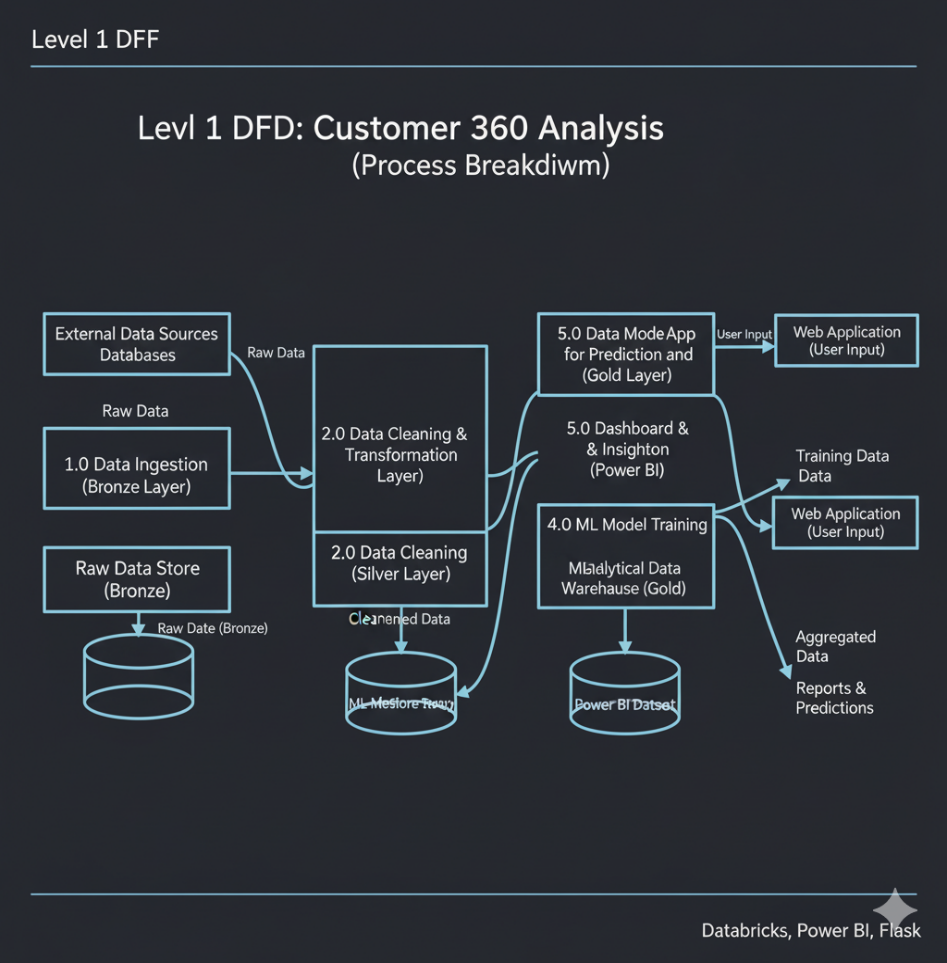 Level 1 DFF
Levl 1 DFD: Customer 360 Analysis
(Process Breakdiwm)
External Data Sources
Databases
Raw Data
Raw Data
1.0 Data Ingestion
(Bronze Layer)
Raw Data Store
(Bronze)
Raw Date (Bronze)
2.0 Data Cleaning &
Transformation
Layer)
2.0 Data Cleaning
(Silver Layer)
Data
ML
5.0 Data Mode App
for Prediction and
(Gold Layer)
User Input
Web Application
(User Input)
5.0 Dashboard &
& Insighton
(Power BI)
4.0 ML Model Training
Data
Warehouse (Gold)
Power BI Datset
Training Data
Data
Web Application
(User Input)
Aggregated
Data
Reports &
Predictions
Databricks, Power BI, Flask